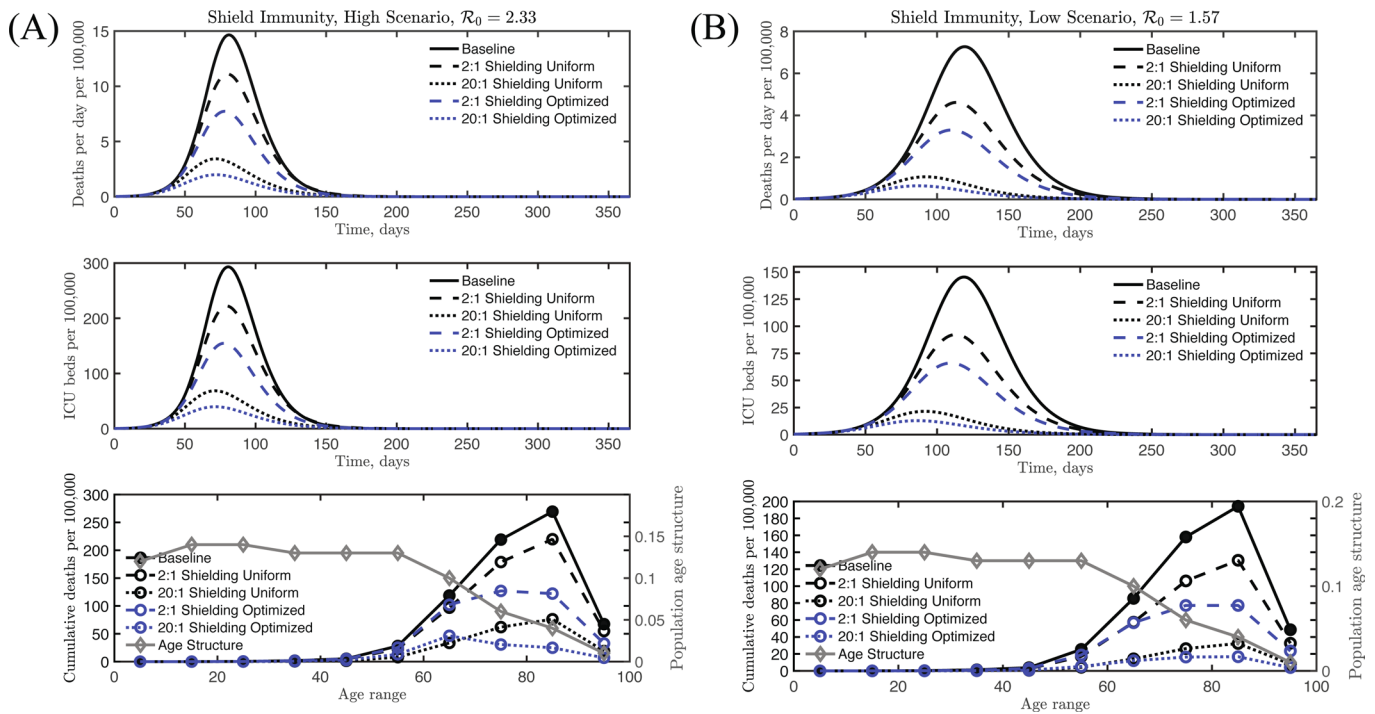 (A)
Shield Immunity, High Scenario, R₀ = 2.33
Deaths per day per 100,000
15
10
5
0
Baseline
2:1 Shielding Uniform
20:1 Shielding Uniform
2:1 Shielding Optimized
20:1 Shielding Optimized
0 50 100 150 200 250 300 350
Time, days
ICU beds per 100,000
300
200
100
0
Baseline
2:1 Shielding Uniform
20:1 Shielding Uniform
2:1 Shielding Optimized
20:1 Shielding Optimized
0 50 100 150 200 250 300 350
Time, days
Cumulative deaths per 100,000
300
250
200
150
100
50
0
Baseline
2:1 Shielding Uniform
20:1 Shielding Uniform
2:1 Shielding Optimized
20:1 Shielding Optimized
Age Structure
0.15
0.1
0.05
0
Population age structure
0 20 40 60 80 100
Age range
(B)
Shield Immunity, Low Scenario, R₀ = 1.57
Deaths per day per 100,000
8
6
4
2
0
Baseline
2:1 Shielding Uniform
20:1 Shielding Uniform
2:1 Shielding Optimized
20:1 Shielding Optimized
0 50 100 150 200 250 300 350
Time, days
ICU beds per 100,000
150
125
100
75
50
25
0
Baseline
2:1 Shielding Uniform
20:1 Shielding Uniform
2:1 Shielding Optimized
20:1 Shielding Optimized
0 50 100 150 200 250 300 350
Time, days
Cumulative deaths per 100,000
200
180
160
140
120
100
80
60
40
20
0
Baseline
2:1 Shielding Uniform
20:1 Shielding Uniform
2:1 Shielding Optimized
20:1 Shielding Optimized
Age Structure
0.2
0.1
0
Population age structure
0 20 40 60 80 100
Age range